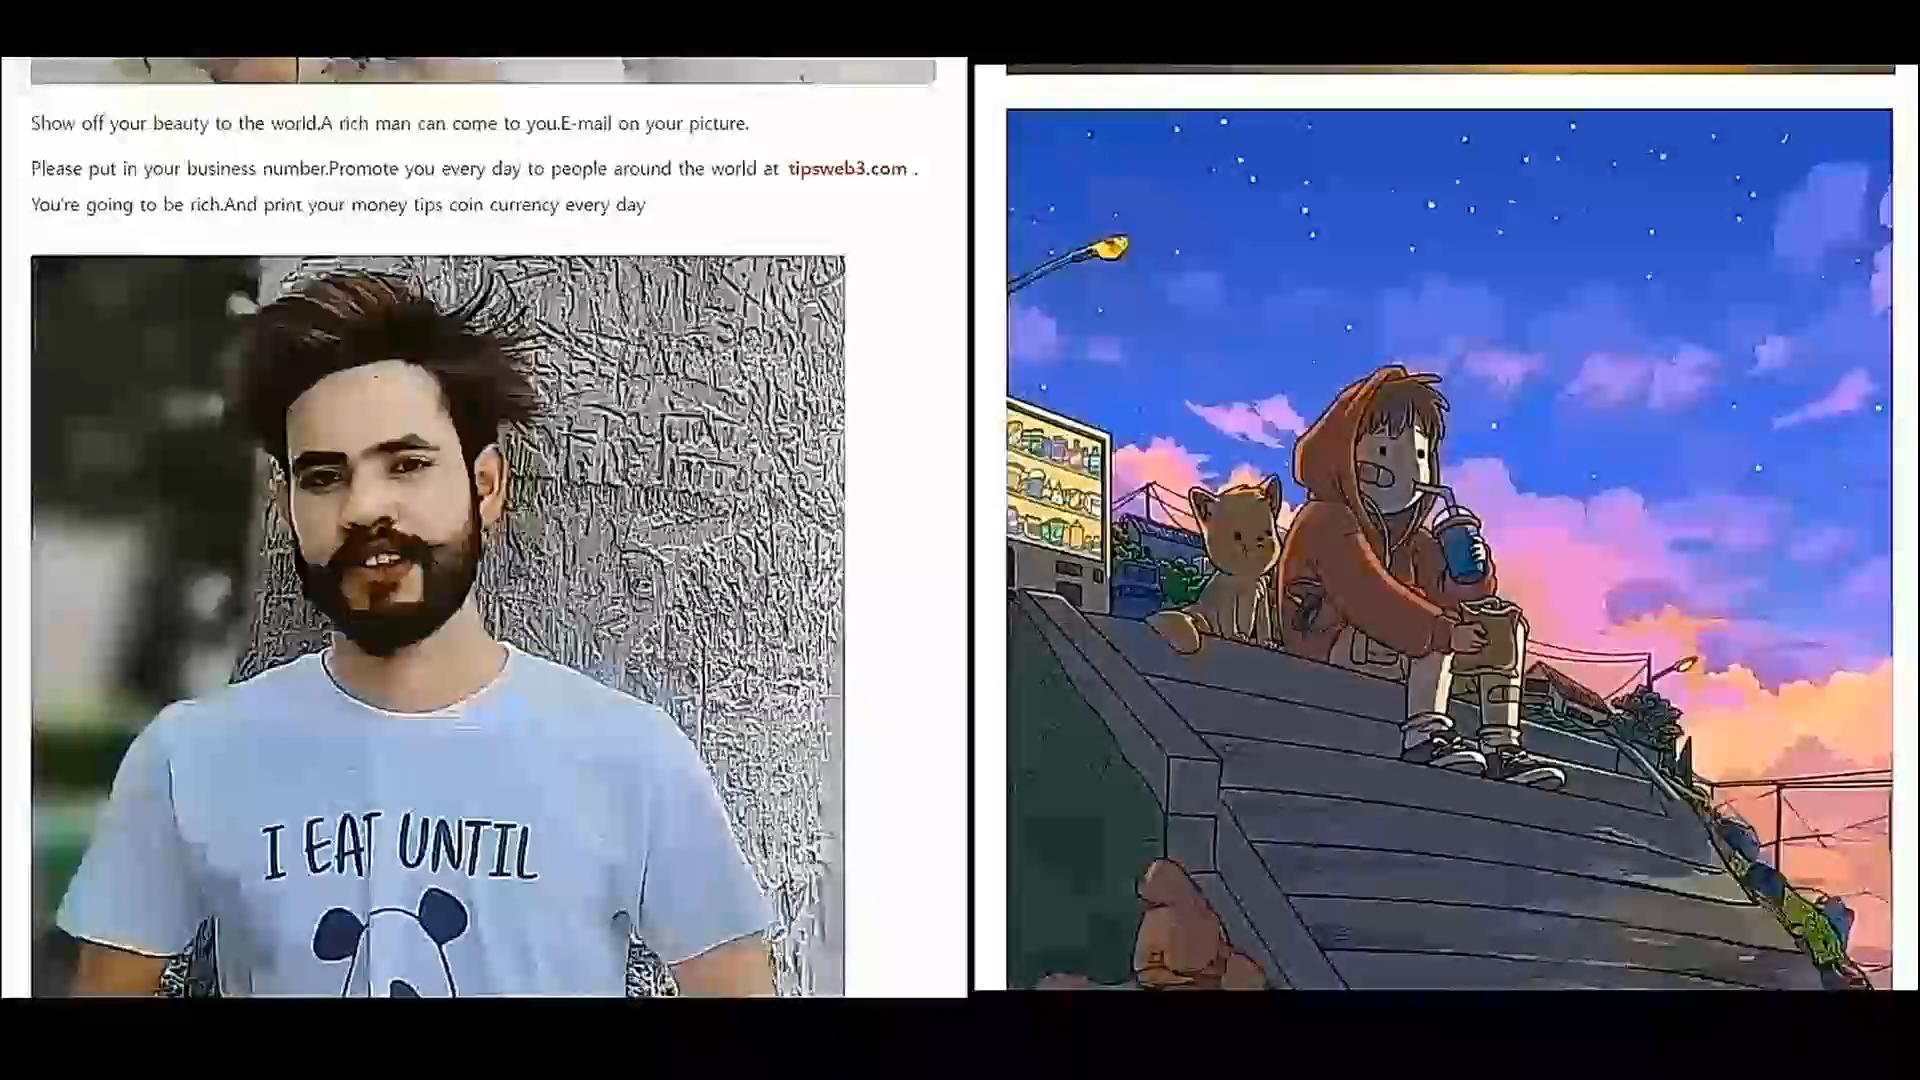 Show off your beauty to the world.A rich man can come to you.E-mail on your picture.
Please put in your business number.Promote you every day to people around the world at tipsweb3.com .
You're going to be rich.And print your money tips coin currency every day
I EAT UNTIL